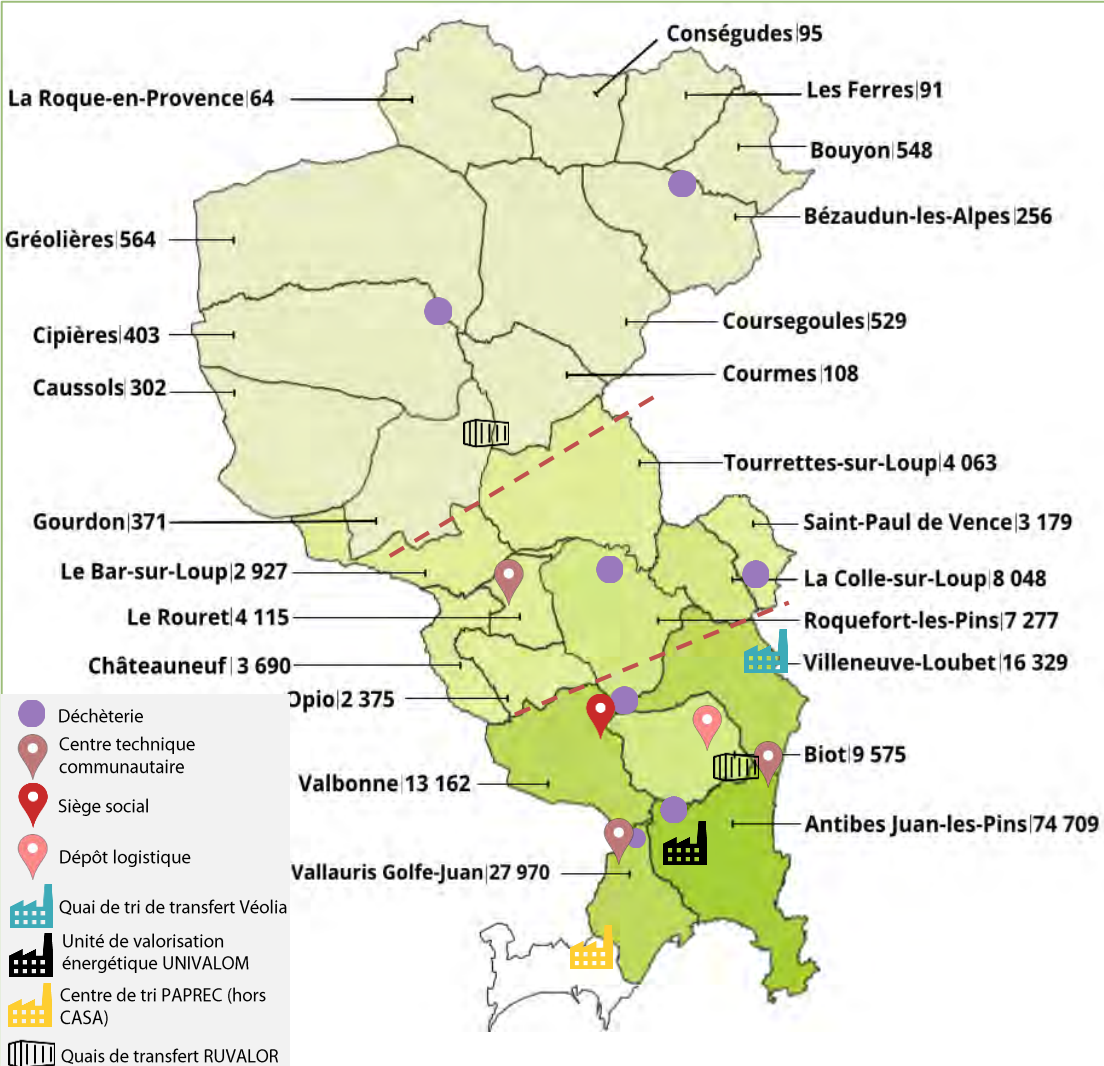 Conségudes|95
La Roque-en-Provence|64
Les Ferres|91
Bouyon|548
Bézaudun-les-Alpes|256
Gréolières|564
Coursegoules|529
Cipières|403
Courmes|108
Caussols|302
Tourrettes-sur-Loup|4 063
Gourdon|371
Saint-Paul de Vence|3 179
Le Bar-sur-Loup|2 927
La Colle-sur-Loup|8 048
Le Rouret|4 115
Roquefort-les-Pins|7 277
Châteauneuf|3 690
Villeneuve-Loubet|16 329
Opio|2 375
Biot|9 575
Valbonne|13 162
Antibes Juan-les-Pins|74 709
Vallauris Golfe-Juan|27 970
Déchèterie
Centre technique
communautaire
Siège social
Dépôt logistique
Quai de tri de transfert Véolia
Unité de valorisation
énergétique UNIVALOM
Centre de tri PAPREC (hors
CASA)
Quais de transfert RUVALOR